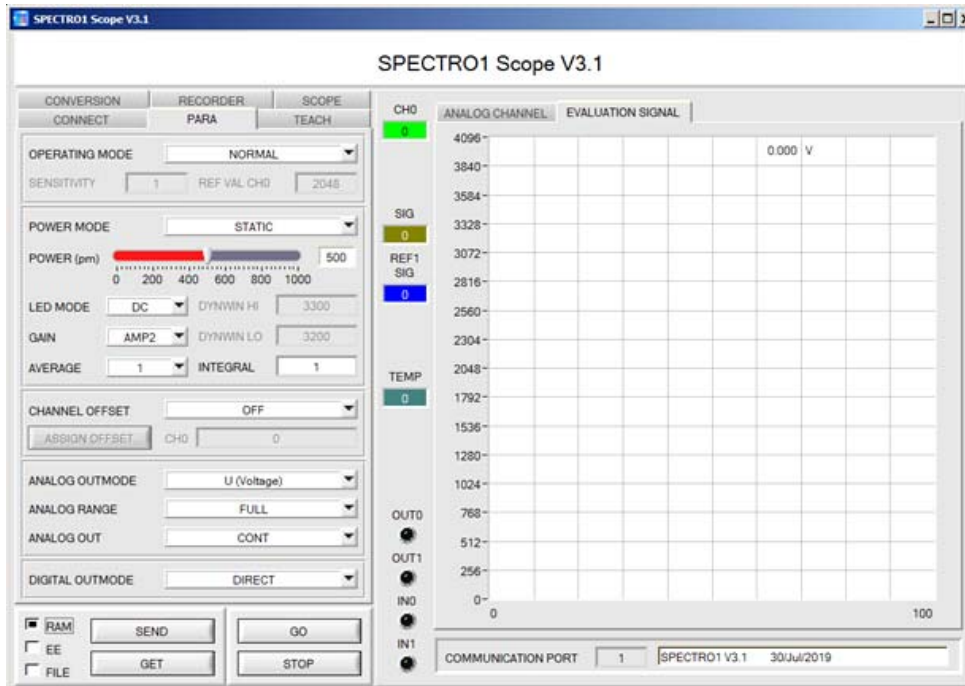 SPECTRO1 Scope V3.1
SPECTRO1 Scope V3.1
CONVERSION RECORDER SCOPE
CONNECT PARA TEACH
OPERATING MODE NORMAL
SENSITIVITY 1 REF VAL CH0 2048
POWER MODE STATIC
POWER (pm) 500
0 200 400 600 800 1000
LED MODE DC DYNWIN HI 3300
GAIN AMP2 DYNWIN LO 3200
AVERAGE 1 INTEGRAL 1
CHANNEL OFFSET OFF
ASSIGN OFFSET CH0 0
ANALOG OUTMODE U (Voltage)
ANALOG RANGE FULL
ANALOG OUT CONT
DIGITAL OUTMODE DIRECT
RAM
EE
FILE
SEND GO
GET STOP
CH0
0
SIG
0
REF1
SIG
0
TEMP
0
OUT0
OUT1
IN0
IN1
ANALOG CHANNEL EVALUATION SIGNAL
0.000 V
4096
3840
3584
3328
3072
2816
2560
2304
2048
1792
1536
1280
1024
768
512
256
0
0 100
COMMUNICATION PORT 1 SPECTRO1 V3.1 30/Jul/2019